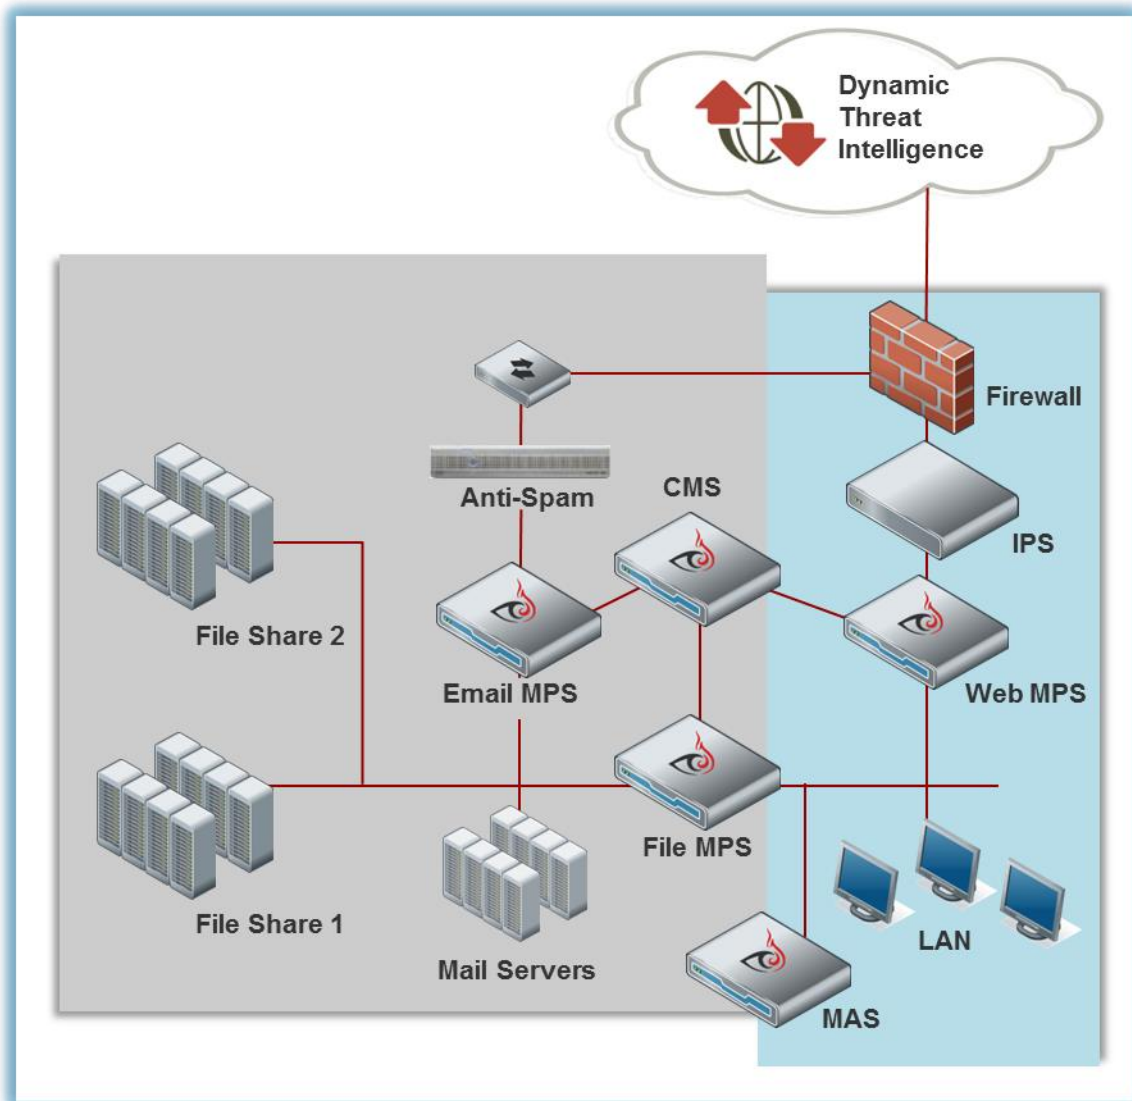 Dynamic
Threat
Intelligence
Firewall
CMS
Anti-Spam
IPS
File Share 2
Email MPS
Web MPS
File MPS
File Share 1
LAN
Mail Servers
MAS